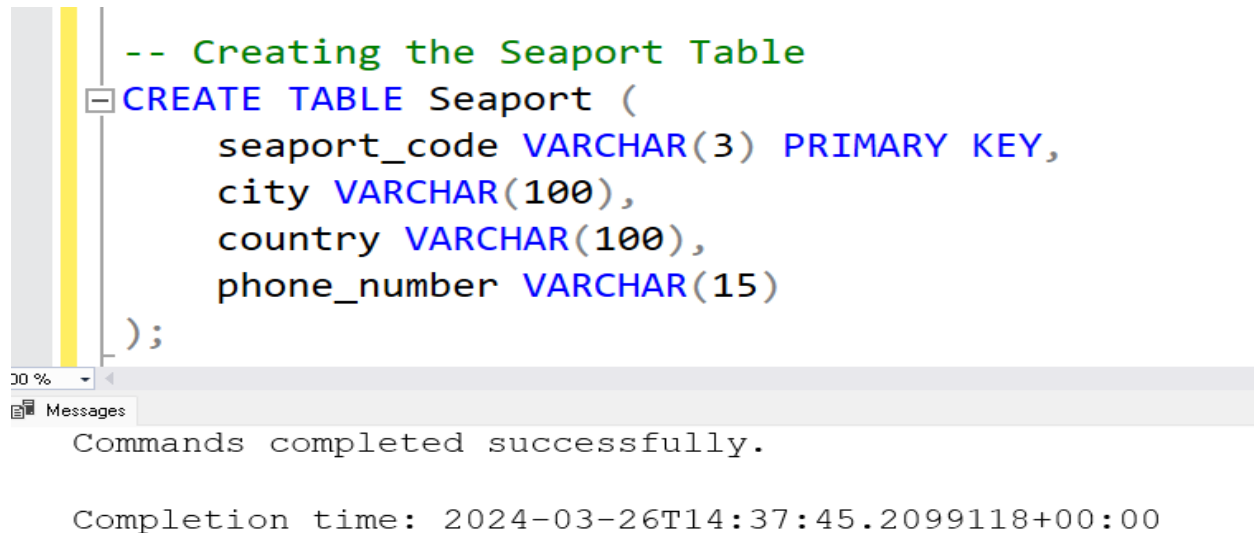 -- Creating the Seaport Table
CREATE TABLE Seaport (
seaport_code VARCHAR(3) PRIMARY KEY,
city VARCHAR(100),
country VARCHAR(100),
phone_number VARCHAR(15)
);
00 %
Messages
Commands completed successfully.
Completion time: 2024-03-26T14:37:45.2099118+00:00